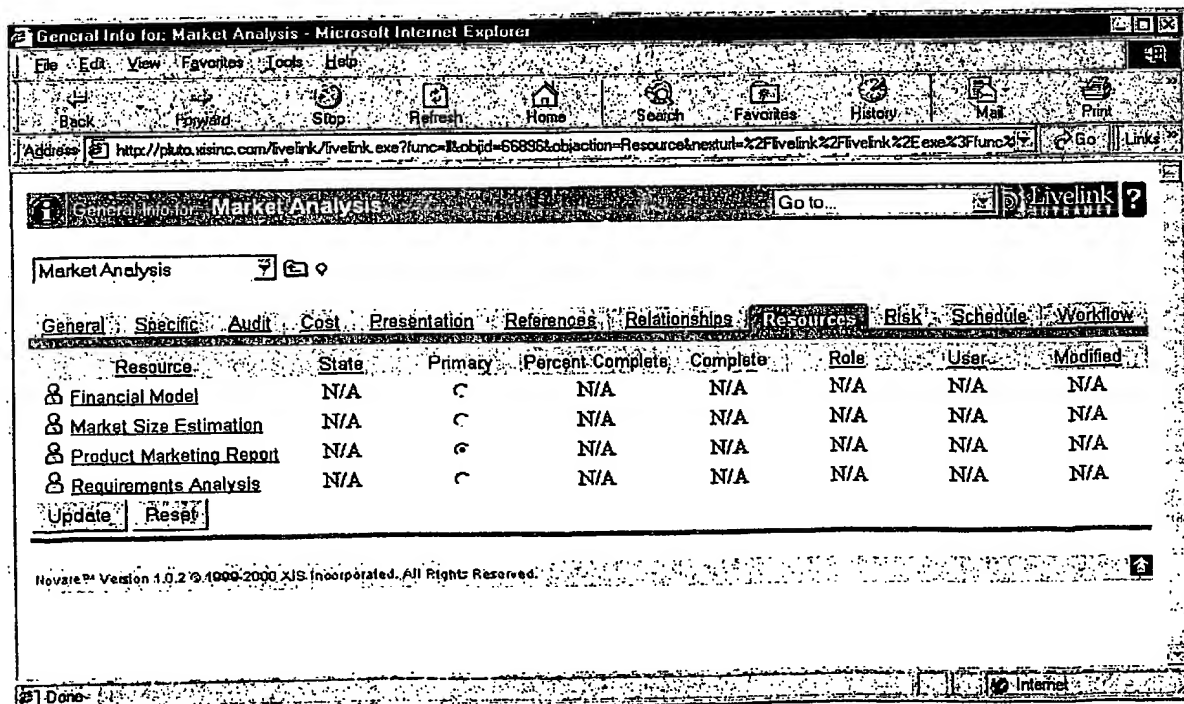 General Info for: Market Analysis - Microsoft Internet Explorer
File Edit View Favorites Tools Help
Back Forward Stop Refresh Home Search Favorites History Mail Print
Address http://pluto.xisinc.com/livelink/livelink.exe?func=ll&objid=66896&objaction=Resource&nexturl=%2Flivelink%2Flivelink%2Eexe%3Ffunc% Go Links
General Info for: Market Analysis Go to... Livelink INTRANET ?
Market Analysis
General Specific Audit Cost Presentation References Relationships Resources Risk Schedule Workflow
Resource State Primary Percent Complete Complete Role User Modified
Financial Model N/A N/A N/A N/A N/A N/A
Market Size Estimation N/A N/A N/A N/A N/A N/A
Product Marketing Report N/A N/A N/A N/A N/A N/A
Requirements Analysis N/A N/A N/A N/A N/A N/A
Update Reset
Novare™ Version 1.0.2 © 1999-2000 XIS Incorporated. All Rights Reserved.
Done Internet